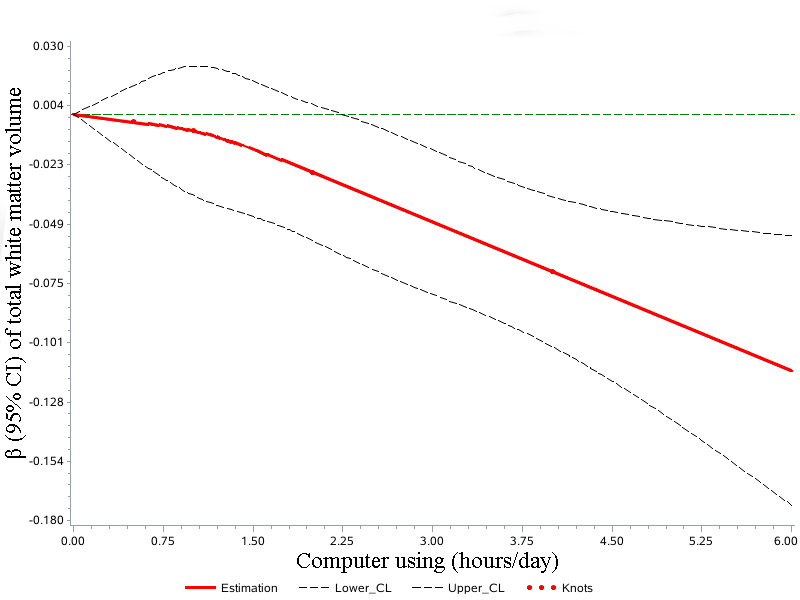 0.030
0.004
-0.023
-0.049
-0.075
-0.101
-0.128
-0.154
-0.180
β (95% CI) of total white matter volume
0.00 0.75 1.50 2.25 3.00 3.75 4.50 5.25 6.00
Computer using (hours/day)
Estimation Lower_CL Upper_CL Knots